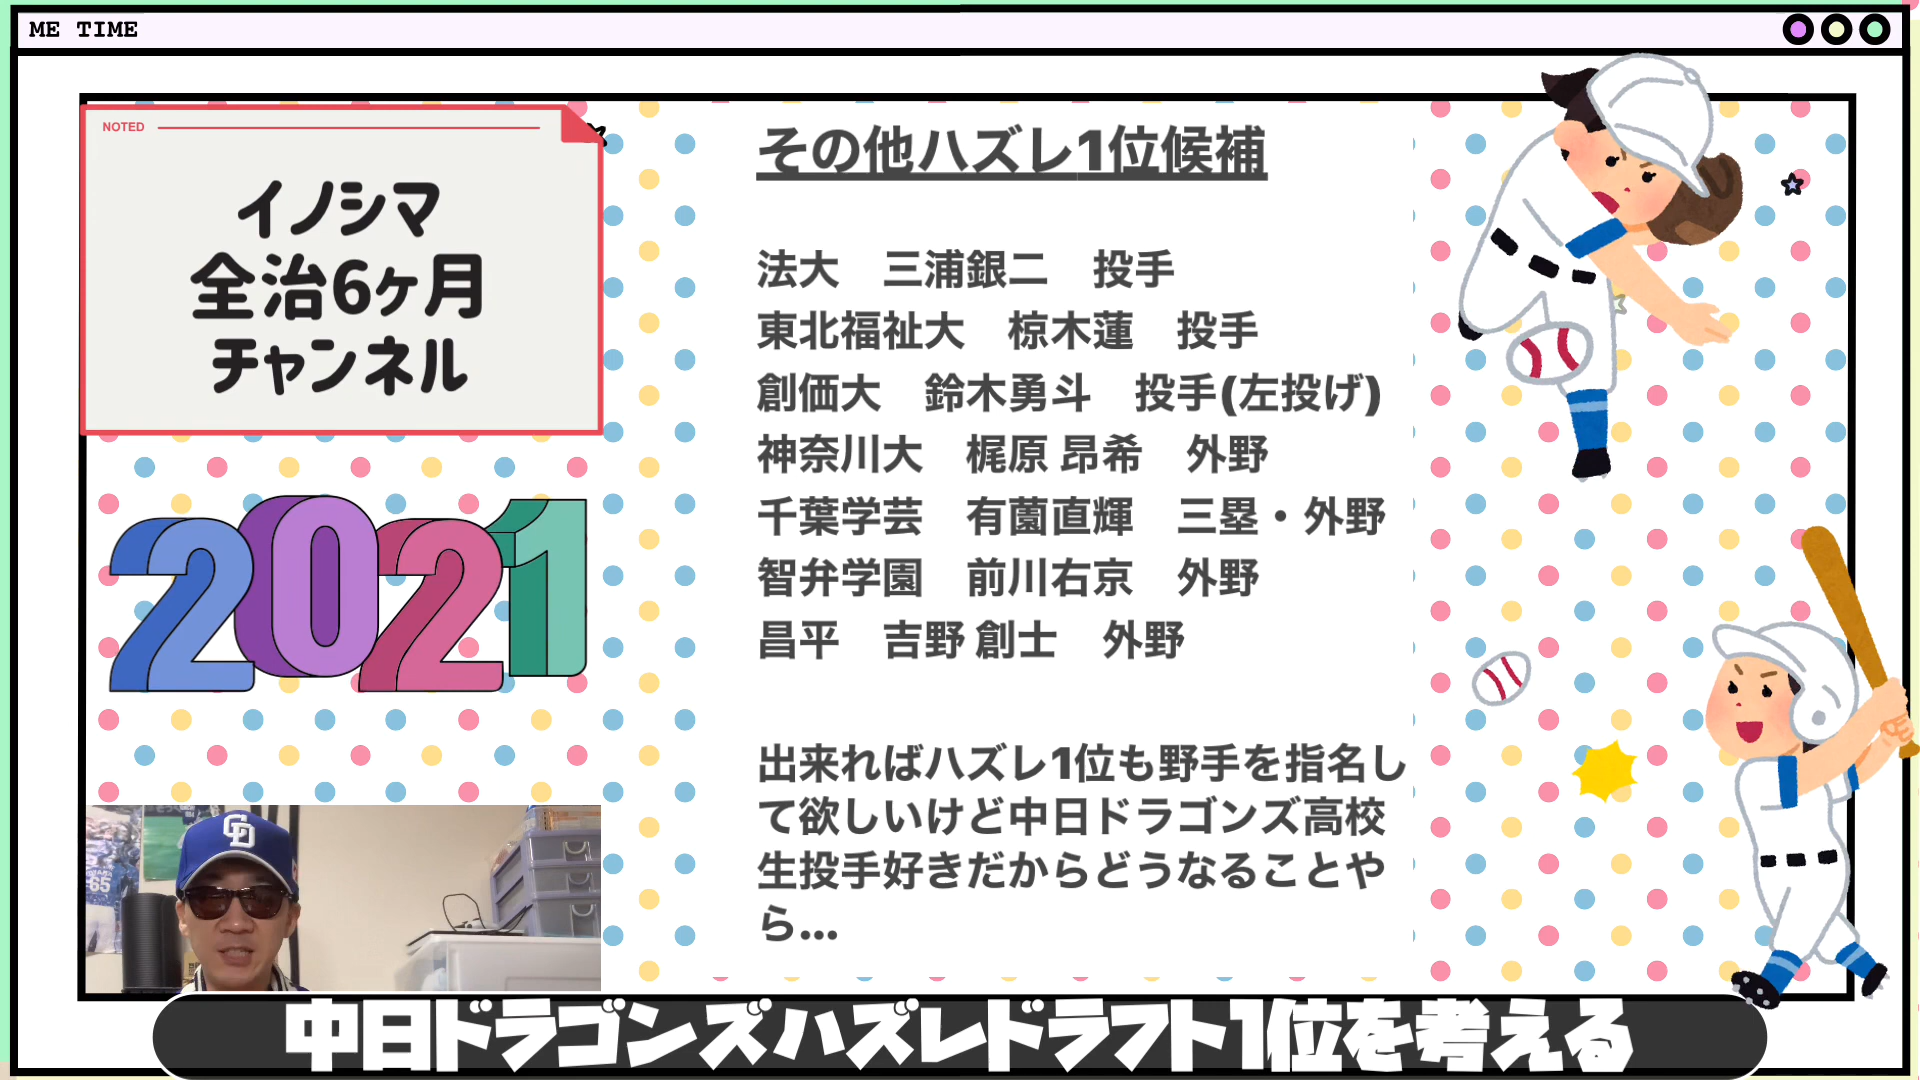 ME TIME
NOTED
イノシマ
全治6ヶ月
チャンネル
2021
その他ハズレ1位候補
法大　三浦銀二　投手
東北福祉大　椋木蓮　投手
創価大　鈴木勇斗　投手(左投げ)
神奈川大　梶原 昂希　外野
千葉学芸　有薗直輝　三塁・外野
智弁学園　前川右京　外野
昌平　吉野 創士　外野
出来ればハズレ1位も野手を指名し
て欲しいけど中日ドラゴンズ高校
生投手好きだからどうなることや
ら...
CD
65
中日ドラゴンズハズレドラフト1位を考える